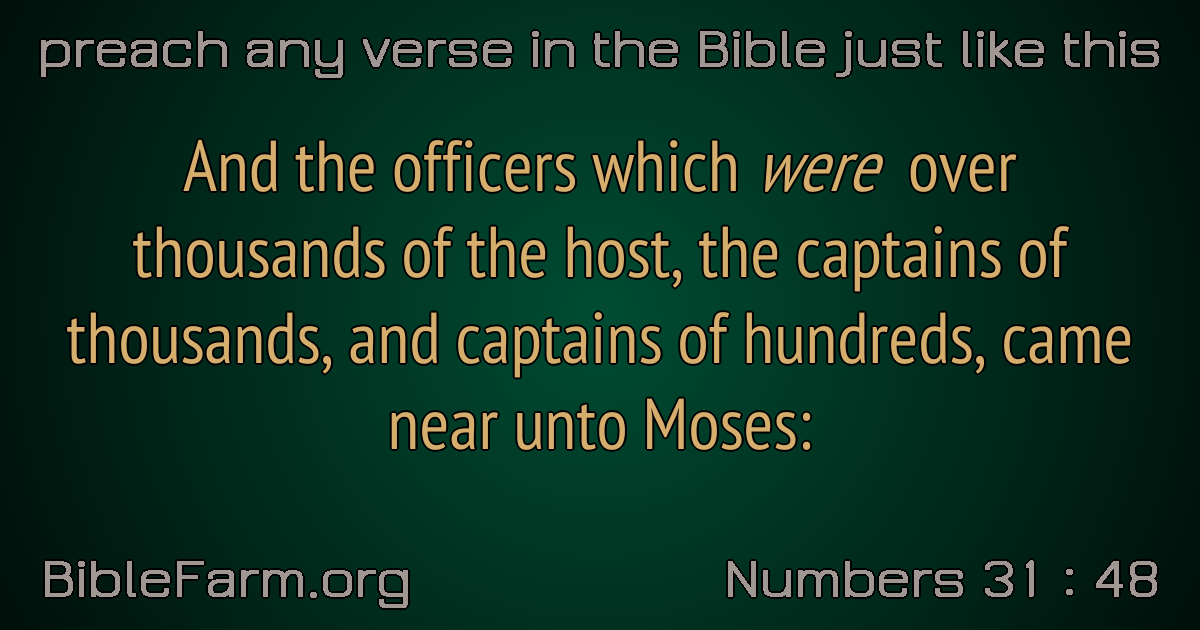 preach any verse in the Bible just like this
And the officers which were over
thousands of the host, the captains of
thousands, and captains of hundreds, came
near unto Moses:
BibleFarm.org
Numbers 31 : 48